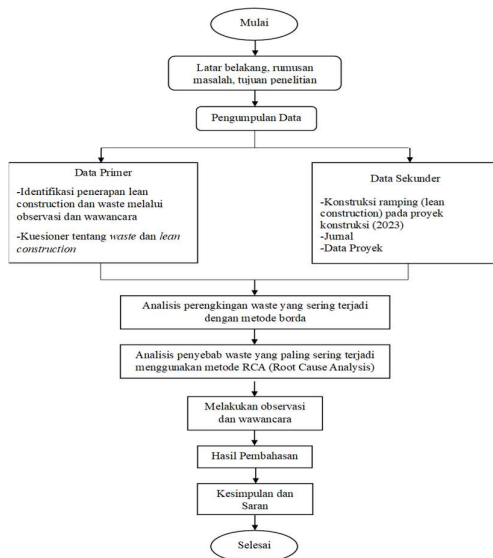 Mulai
Latar belakang, rumusan
masalah, tujuan penelitian
Pengumpulan Data
Data Primer
-Identifikasi penerapan lean
construction dan waste melalui
observasi dan wawancara
-Kuesioner tentang waste dan lean
construction
Data Sekunder
-Konstruksi ramping (lean
construction) pada proyek
konstruksi (2023)
-Jurnal
-Data Proyek
Analisis perengkingan waste yang sering terjadi
dengan metode borda
Analisis penyebab waste yang paling sering terjadi
menggunakan metode RCA (Root Cause Analysis)
Melakukan observasi
dan wawancara
Hasil Pembahasan
Kesimpulan dan
Saran
Selesai